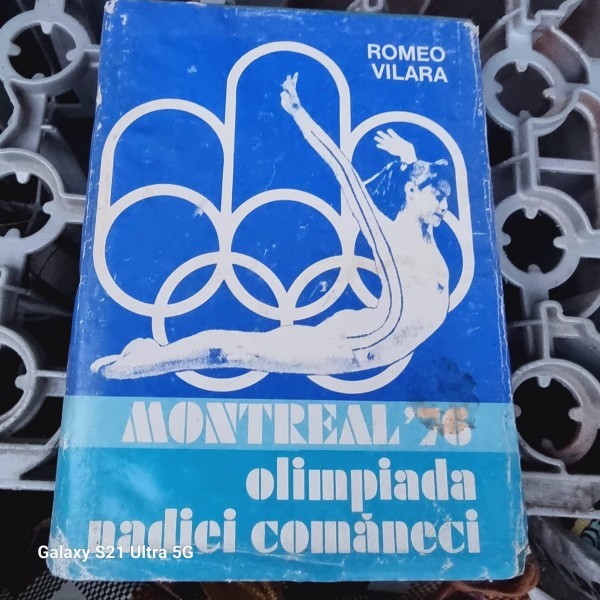 ROMEO
VILARA
MONTREAL '76
olimpiada
nadiei comăneci
Galaxy S21 Ultra 5G